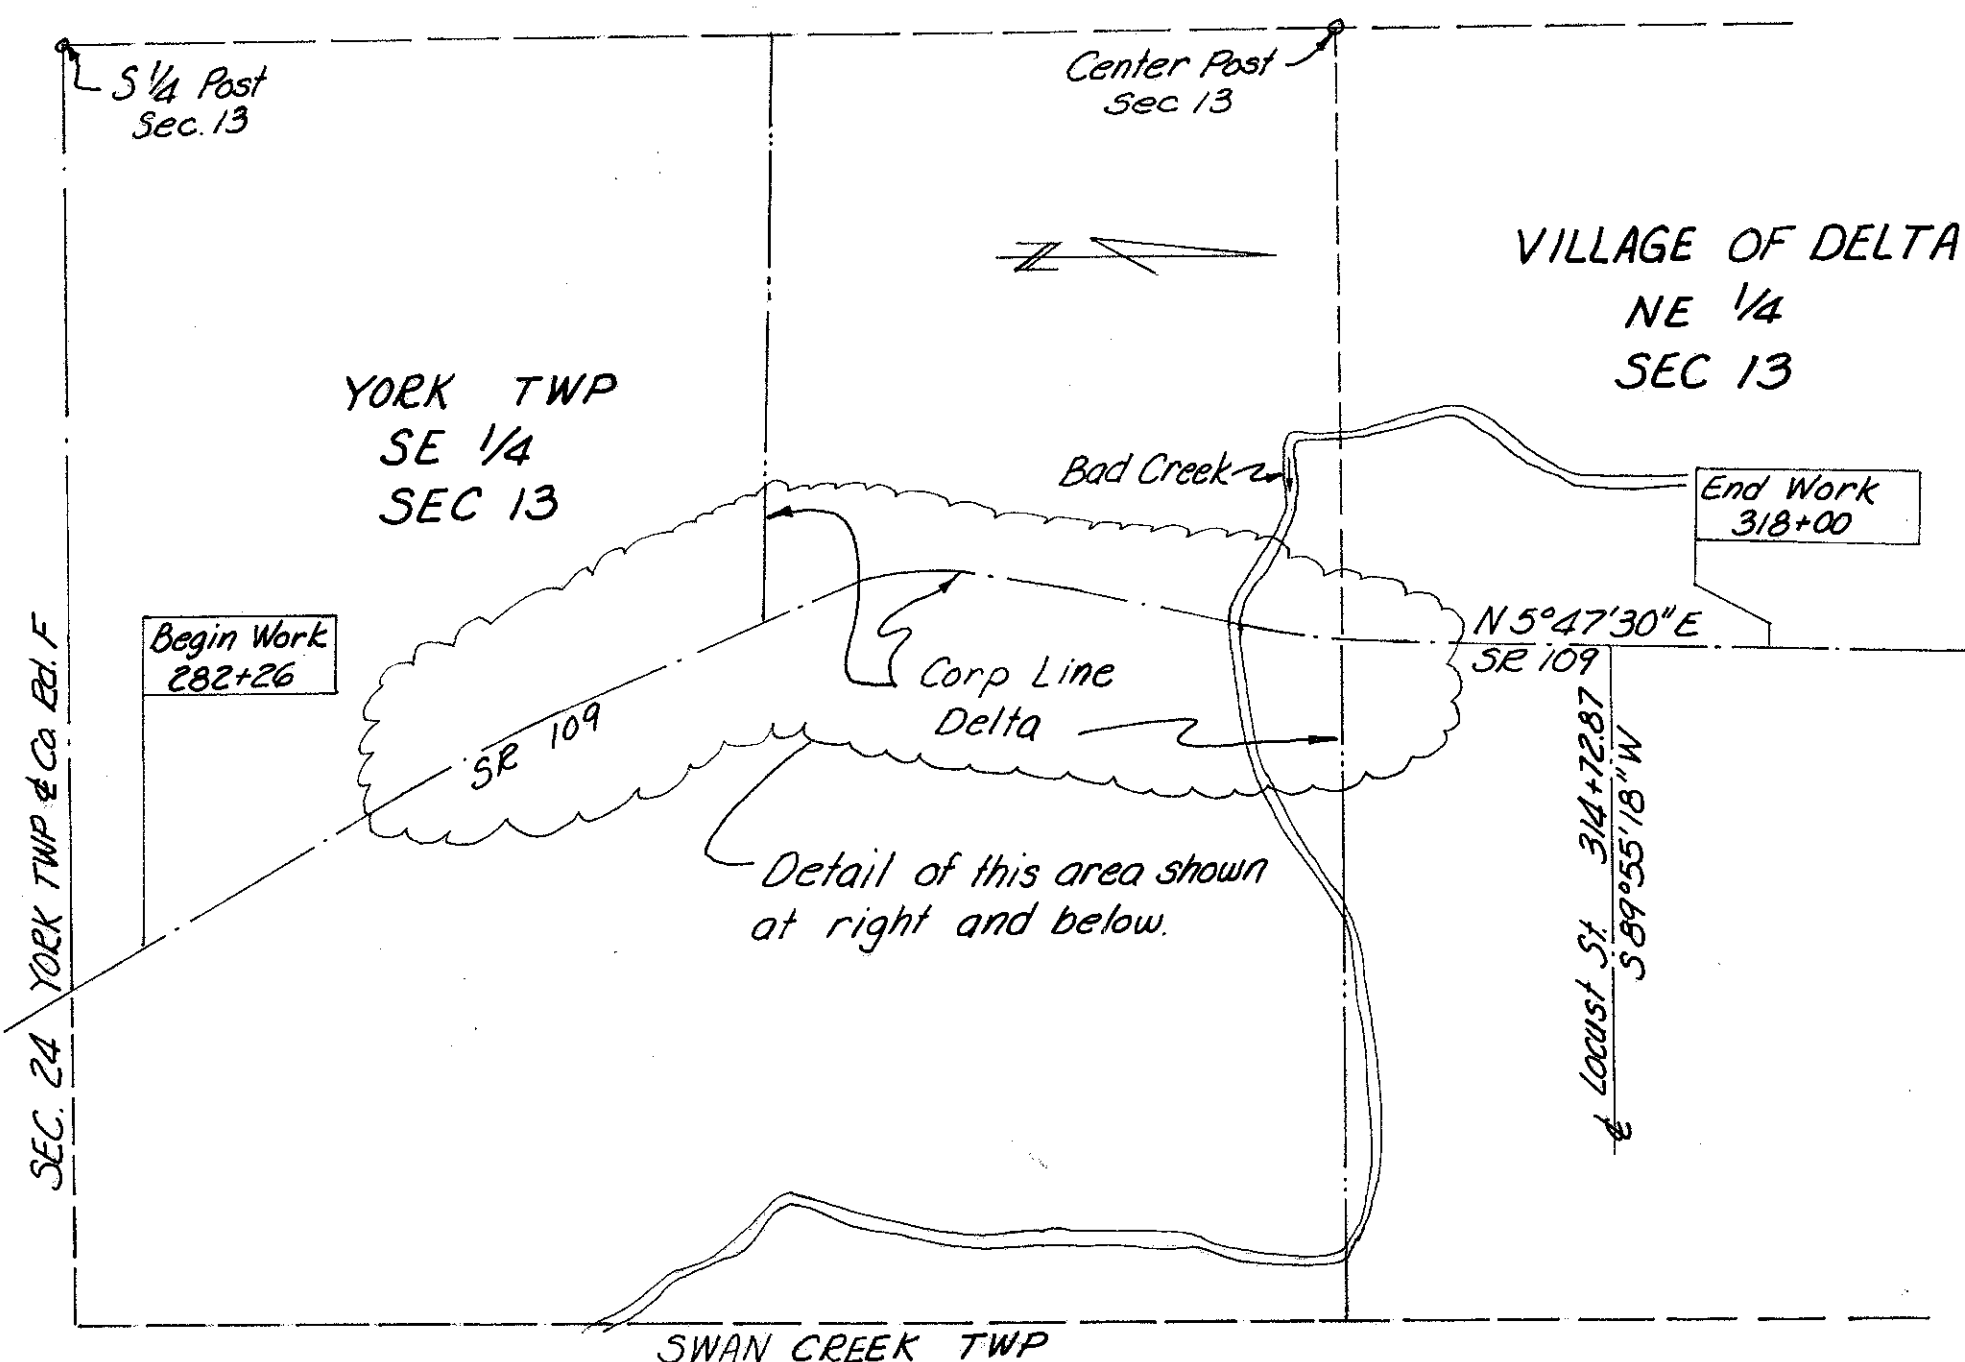 S 1/4 Post
Sec. 13
Center Post
Sec 13
N
VILLAGE OF DELTA
NE 1/4
SEC 13
YORK TWP
SE 1/4
SEC 13
Bad Creek
End Work
318+00
Begin Work
282+26
N 5°47'30"E
SR 109
Corp Line
Delta
SR 109
Detail of this area shown
at right and below.
SEC. 24 YORK TWP & Co. Rd. F
℄ Locust St. 314+72.87
S 89°55'18"W
SWAN CREEK TWP